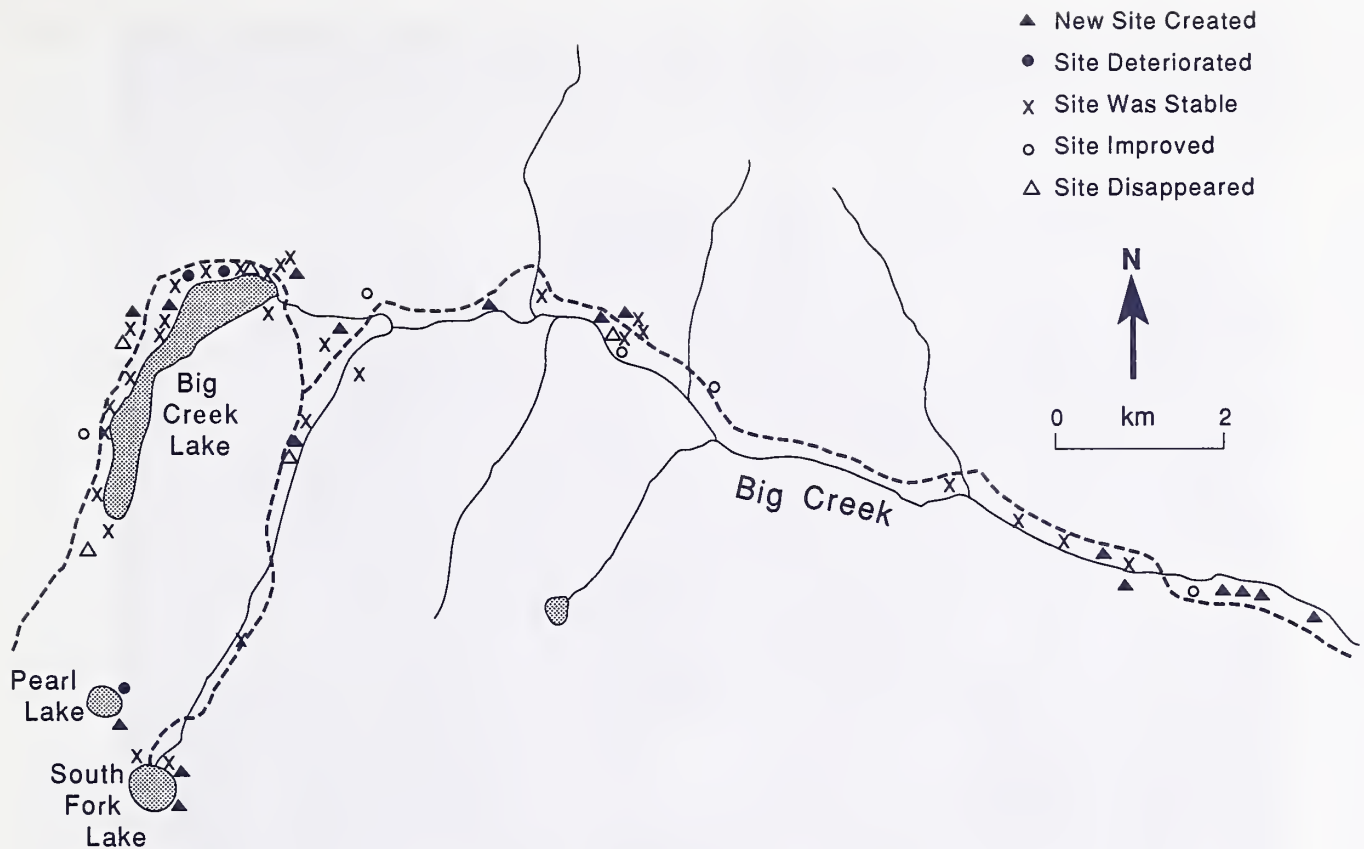 New Site Created
Site Deteriorated
Site Was Stable
Site Improved
Site Disappeared
N
0 km 2
Big
Creek
Lake
Big Creek
Pearl
Lake
South
Fork
Lake